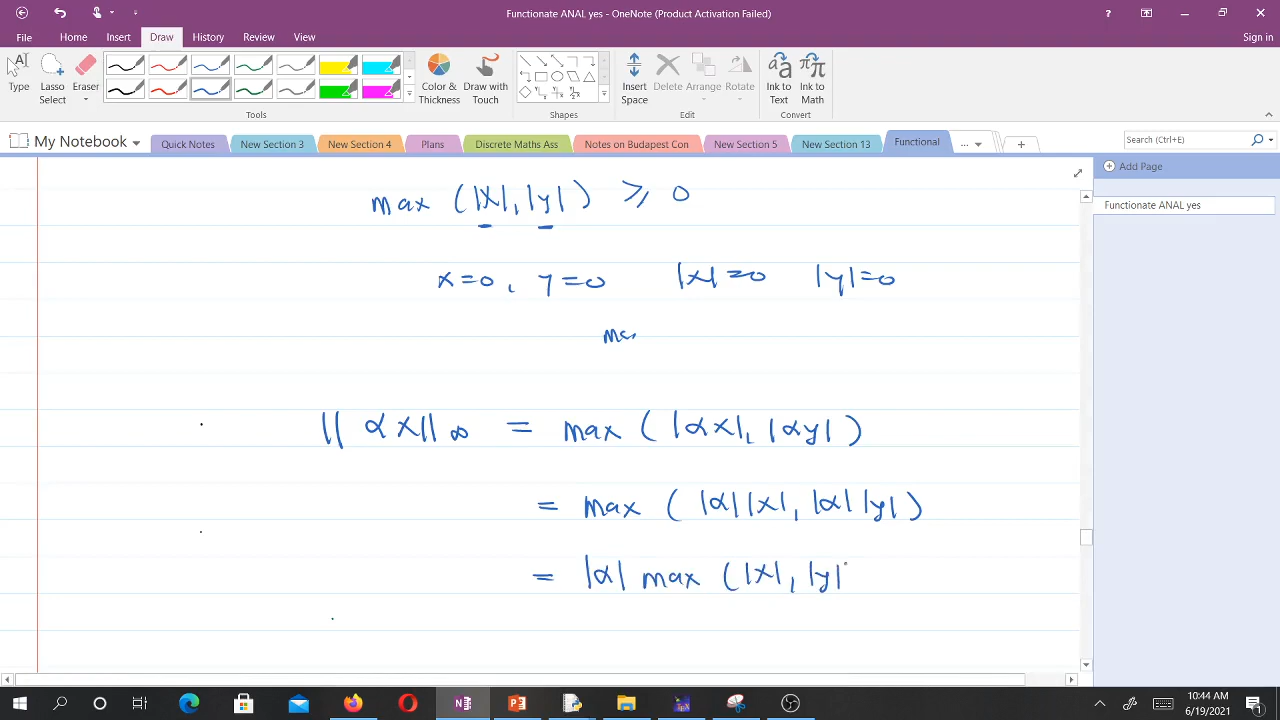 Functionate ANAL yes - OneNote (Product Activation Failed)
File Home Insert Draw History Review View Sign in
Type Lasso Select Eraser Color & Thickness Draw with Touch Insert Space Delete Arrange Rotate Ink to Text Ink to Math
Tools Shapes Edit Convert
My Notebook Quick Notes New Section 3 New Section 4 Plans Discrete Maths Ass Notes on Budapest Con New Section 5 New Section 13 Functional ... Search (Ctrl+E)
Add Page
Functionate ANAL yes
max (|x|, |y|) ⩾ 0
x=0, y=0 |x|=0 |y|=0
max
|| αx||∞ = max (|αx|, |αy|)
= max (|α||x|, |α||y|)
= |α| max (|x|, |y|
10:44 AM
6/19/2021